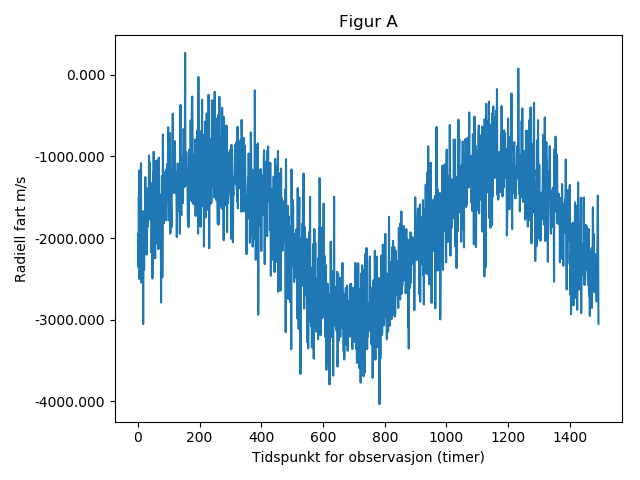 Figur A
0.000
-1000.000
-2000.000
-3000.000
-4000.000
Radiell fart m/s
0 200 400 600 800 1000 1200 1400
Tidspunkt for observasjon (timer)